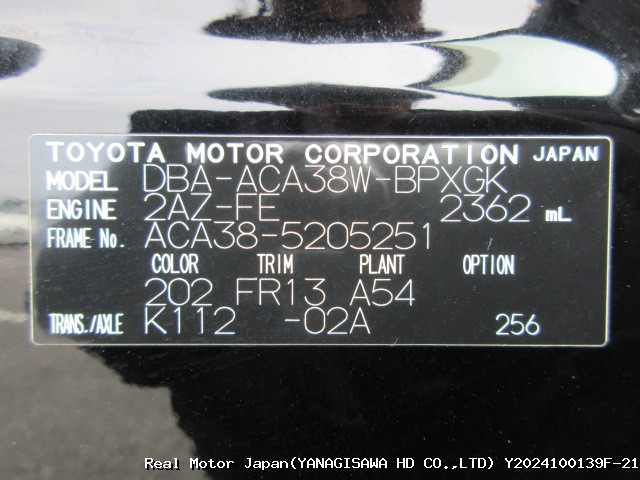 TOYOTA MOTOR CORPORATION JAPAN
MODEL DBA-ACA38W-BPXGK
ENGINE 2AZ-FE 2362 mL
FRAME No. ACA38-5205251
COLOR TRIM PLANT OPTION
202 FR13 A54
TRANS./AXLE K112 -02A 256
Real Motor Japan(YANAGISAWA HD CO.,LTD) Y2024100139F-21